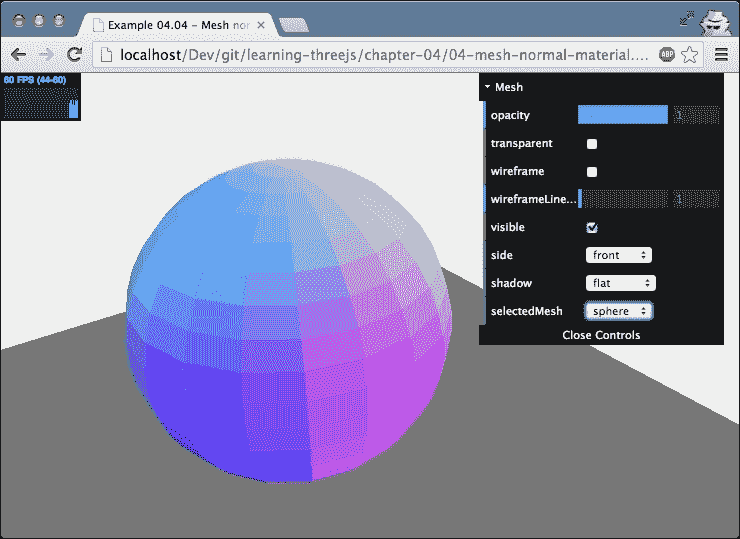 Example 04.04 - Mesh nor
localhost/Dev/git/learning-threejs/chapter-04/04-mesh-normal-material....
ABP
60 FPS (44-60)
Mesh
opacity 1
transparent
wireframe
wireframeLine... 1
visible
side front
shadow flat
selectedMesh sphere
Close Controls